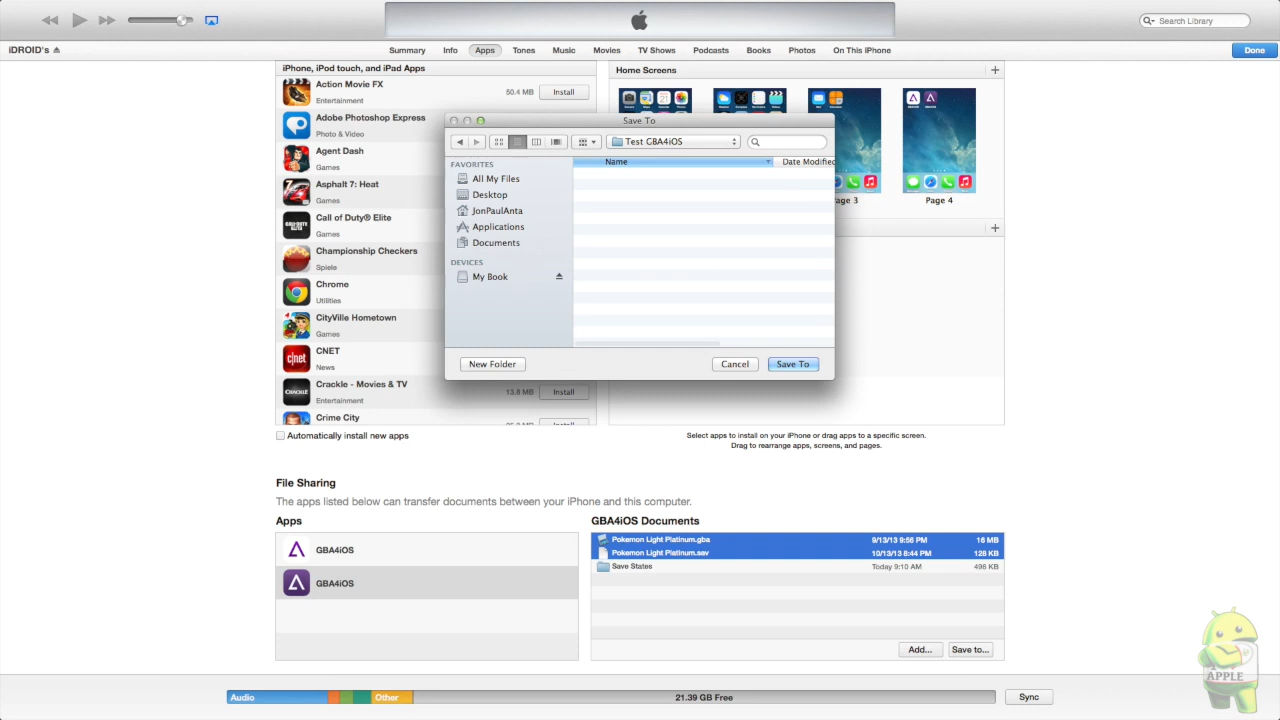 Search Library
iDROID's
Summary Info Apps Tones Music Movies TV Shows Podcasts Books Photos On This iPhone
Done
iPhone, iPod touch, and iPad Apps
Action Movie FX
Entertainment
50.4 MB
Install
Adobe Photoshop Express
Photo & Video
Agent Dash
Games
Asphalt 7: Heat
Games
Call of Duty® Elite
Games
Championship Checkers
Spiele
Chrome
Utilities
CityVille Hometown
Games
CNET
News
Crackle - Movies & TV
Entertainment
13.8 MB
Install
Crime City
Automatically install new apps
Home Screens
Page 4
Save To
Test GBA4iOS
FAVORITES
All My Files
Desktop
JonPaulAnta
Applications
Documents
DEVICES
My Book
Name
Date Modified
New Folder
Cancel
Save To
Select apps to install on your iPhone or drag apps to a specific screen.
Drag to rearrange apps, screens, and pages.
File Sharing
The apps listed below can transfer documents between your iPhone and this computer.
Apps
GBA4iOS
GBA4iOS
GBA4iOS Documents
Pokemon Light Platinum.gba 9/13/13 9:56 PM 16 MB
Pokemon Light Platinum.sav 10/13/13 8:44 PM 128 KB
Save States Today 9:10 AM 496 KB
Add...
Save to...
Audio
Other
21.39 GB Free
Sync
APPLE